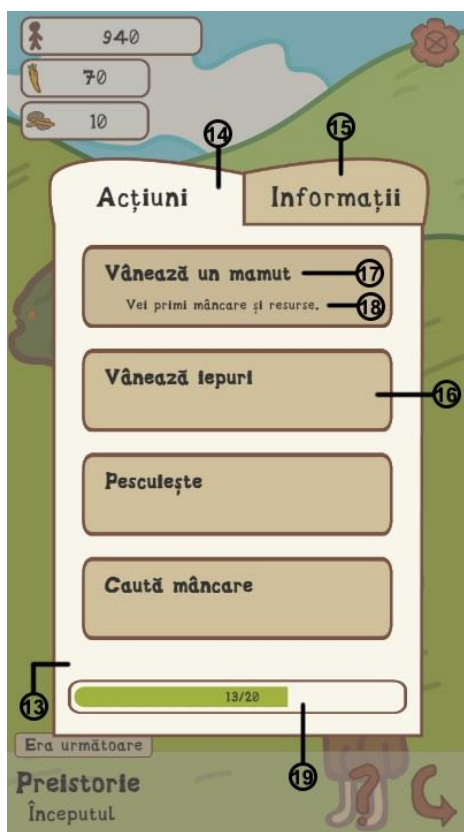 940
70
10
14
15
Acțiuni
Informații
Vânează un mamut
17
Vei primi mâncare și resurse.
18
Vânează iepuri
16
Pescuiește
Caută mâncare
13
13/20
19
Era următoare
Preistorie
?
Începutul